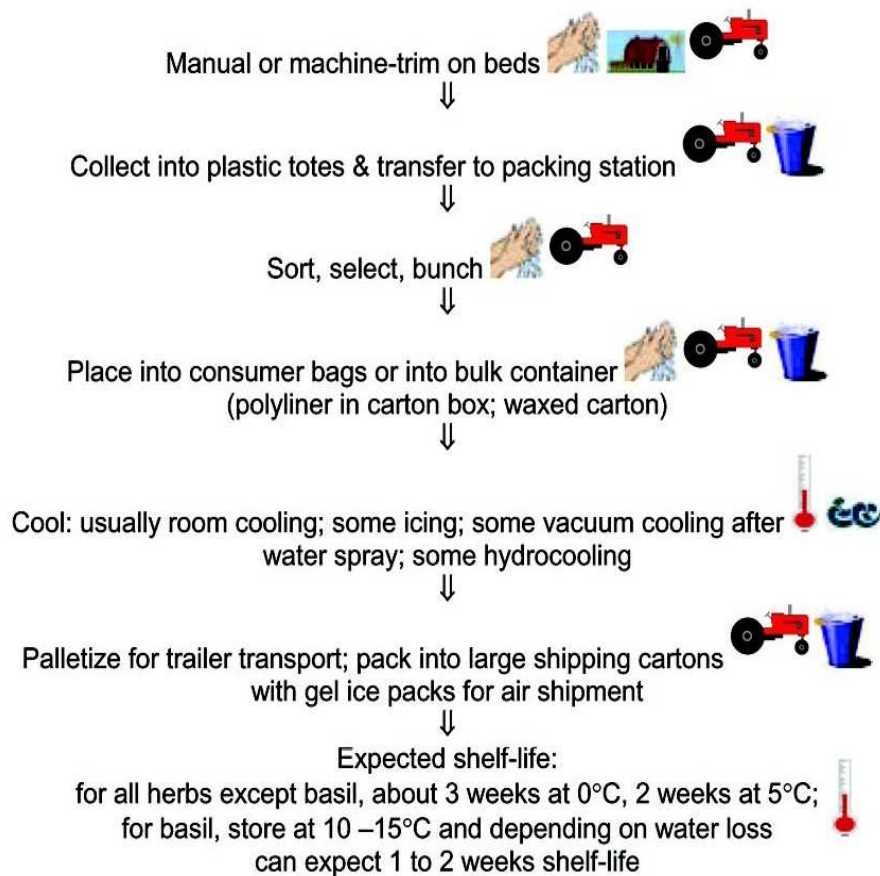 Manual or machine-trim on beds
⇓
Collect into plastic totes & transfer to packing station
⇓
Sort, select, bunch
⇓
Place into consumer bags or into bulk container
(polyliner in carton box; waxed carton)
⇓
Cool: usually room cooling; some icing; some vacuum cooling after
water spray; some hydrocooling
⇓
Palletize for trailer transport; pack into large shipping cartons
with gel ice packs for air shipment
⇓
Expected shelf-life:
for all herbs except basil, about 3 weeks at 0°C, 2 weeks at 5°C;
for basil, store at 10 –15°C and depending on water loss
can expect 1 to 2 weeks shelf-life